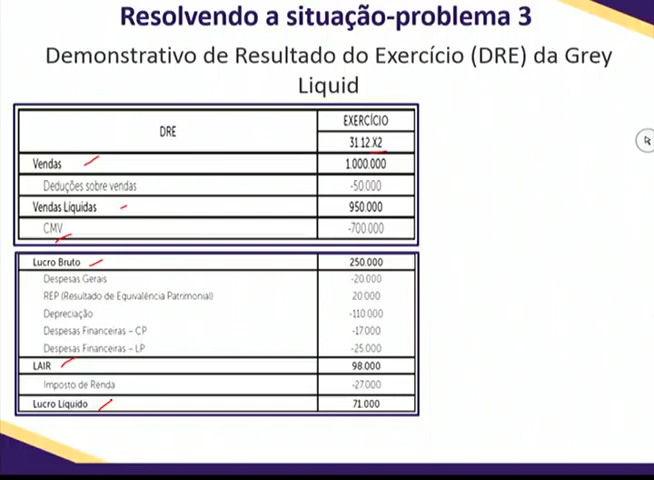 Resolvendo a situação-problema 3
Demonstrativo de Resultado do Exercício (DRE) da Grey
Liquid
DRE EXERCÍCIO
31.12.X2
Vendas 1.000.000
Deduções sobre vendas -50.000
Vendas Líquidas 950.000
CMV -700.000
Lucro Bruto 250.000
Despesas Gerais -20.000
REP (Resultado de Equivalência Patrimonial) 20.000
Depreciação -110.000
Despesas Financeiras – CP -17.000
Despesas Financeiras – LP -25.000
LAIR 98.000
Imposto de Renda -27.000
Lucro Líquido 71.000